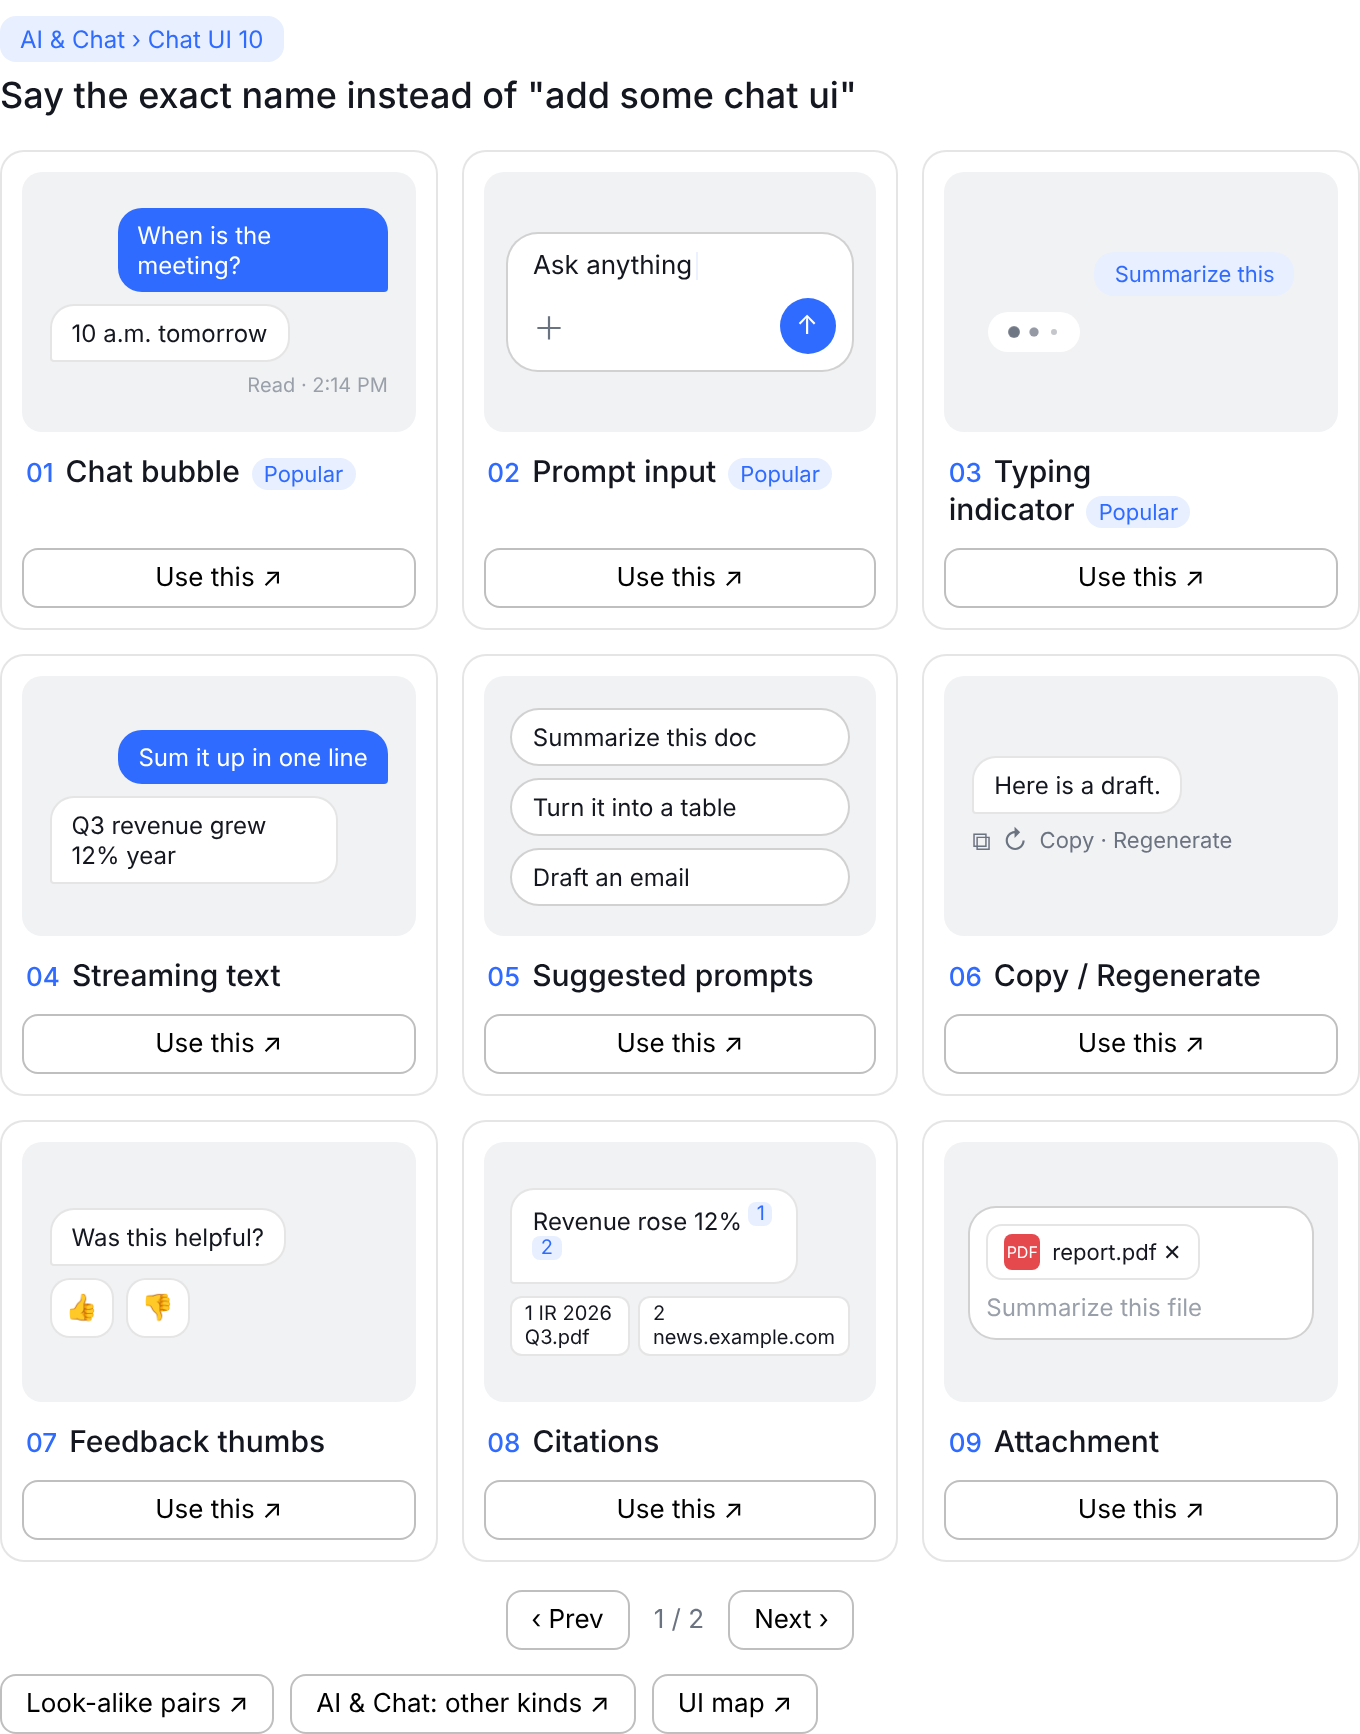 AI & Chat › Chat UI 10
Say the exact name instead of "add some chat ui"
When is the
meeting?
10 a.m. tomorrow
Read · 2:14 PM
01 Chat bubble Popular
Use this ↗
Ask anything
+
↑
02 Prompt input Popular
Use this ↗
Summarize this
03 Typing
indicator Popular
Use this ↗
Sum it up in one line
Q3 revenue grew
12% year
04 Streaming text
Use this ↗
Summarize this doc
Turn it into a table
Draft an email
05 Suggested prompts
Use this ↗
Here is a draft.
⧉ ↻ Copy · Regenerate
06 Copy / Regenerate
Use this ↗
Was this helpful?
👍 👎
07 Feedback thumbs
Use this ↗
Revenue rose 12% 1
2
1 IR 2026
Q3.pdf
2
news.example.com
08 Citations
Use this ↗
PDF report.pdf ✕
Summarize this file
09 Attachment
Use this ↗
‹ Prev 1 / 2 Next ›
Look-alike pairs ↗ AI & Chat: other kinds ↗ UI map ↗